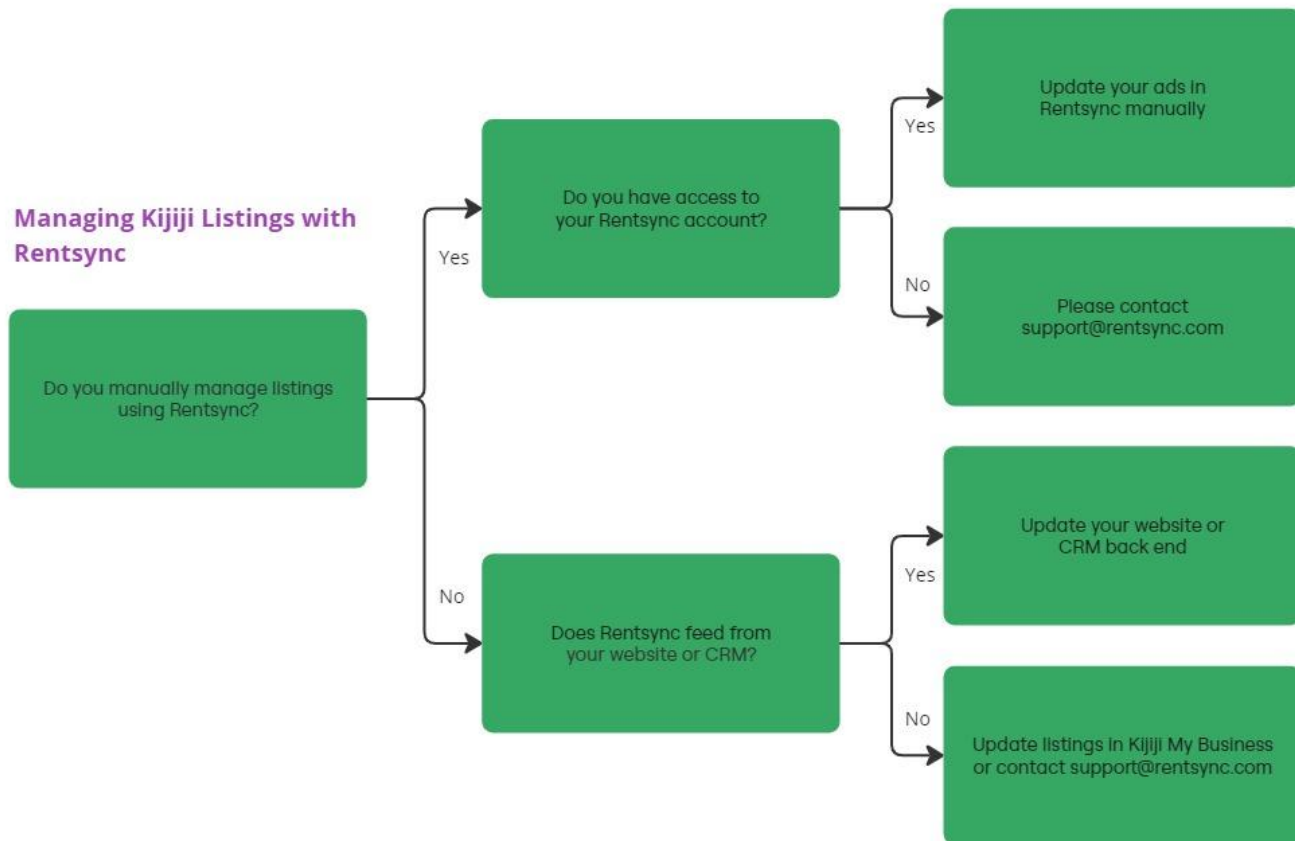 Managing Kijiji Listings with
Rentsync
Do you manually manage listings
using Rentsync?
Yes
No
Do you have access to
your Rentsync account?
Yes
No
Update your ads in
Rentsync manually
Please contact
support@rentsync.com
Does Rentsync feed from
your website or CRM?
Yes
No
Update your website or
CRM back end
Update listings in Kijiji My Business
or contact support@rentsync.com